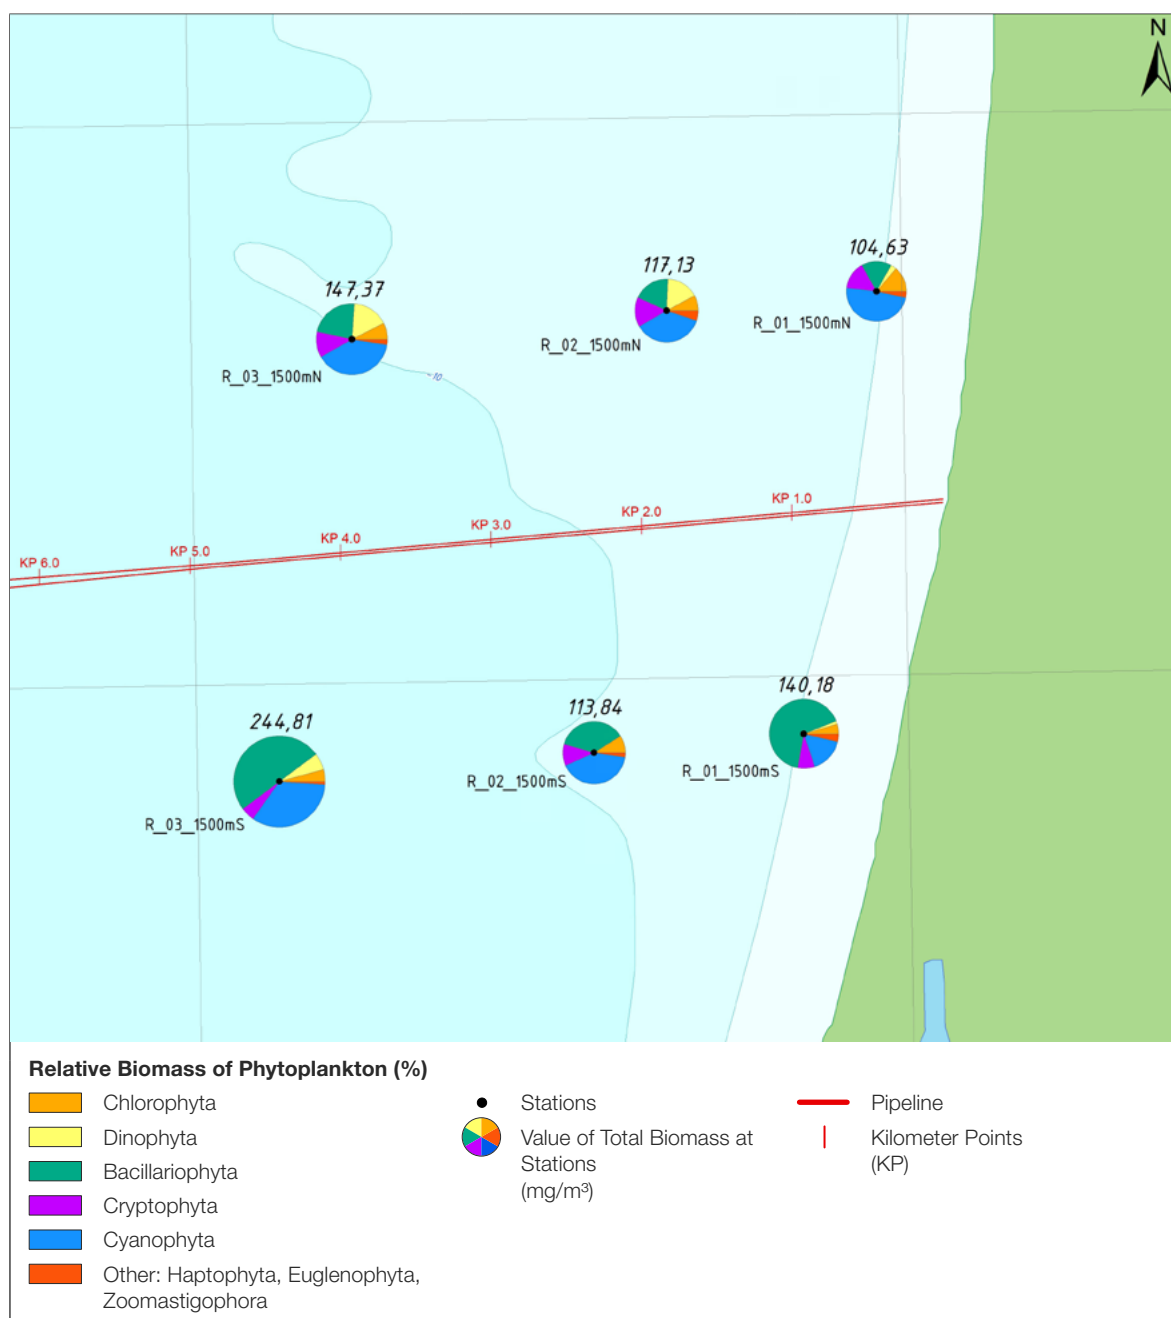 N
104,63
117,13
147,37
R_01_1500mN
R_02_1500mN
R_03_1500mN
-10
KP 1.0
KP 2.0
KP 3.0
KP 4.0
KP 5.0
KP 6.0
140,18
113,84
244,81
R_01_1500mS
R_02_1500mS
R_03_1500mS
Relative Biomass of Phytoplankton (%)
Chlorophyta
Dinophyta
Bacillariophyta
Cryptophyta
Cyanophyta
Other: Haptophyta, Euglenophyta,
Zoomastigophora
Stations
Value of Total Biomass at
Stations
(mg/m³)
Pipeline
Kilometer Points
(KP)